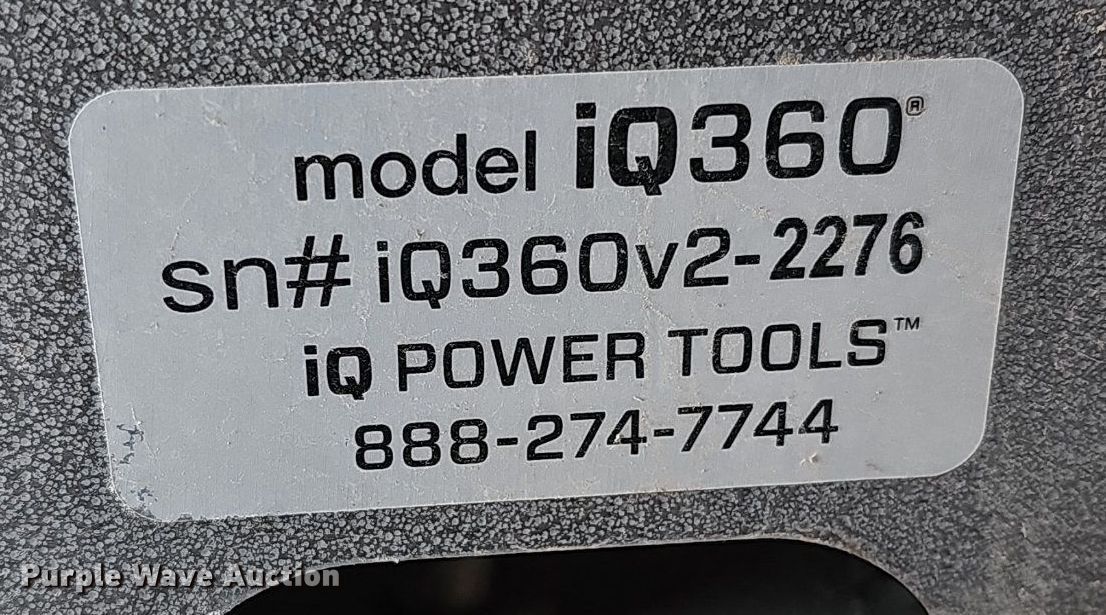 model iQ360®
sn# iQ360v2-2276
iQ POWER TOOLS™
888-274-7744
Purple Wave Auction